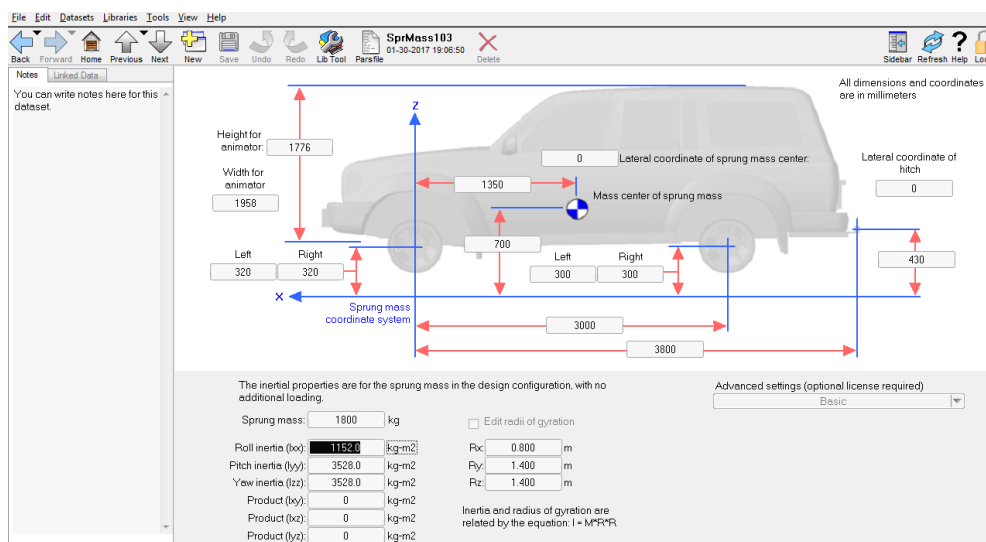 File Edit Datasets Libraries Tools View Help
SprMass103
01-30-2017 19:06:50
Back Forward Home Previous Next New Save Undo Redo Lib Tool Parsfile Delete Sidebar Refresh Help
Notes Linked Data
You can write notes here for this
dataset.
All dimensions and coordinates
are in millimeters
Z
Height for
animator: 1776
0 Lateral coordinate of sprung mass center:
Lateral coordinate of
hitch
0
Width for
animator
1958
1350
Mass center of sprung mass
700
Left Right
320 320
Left Right
300 300
430
X
Sprung mass
coordinate system
3000
3800
The inertial properties are for the sprung mass in the design configuration, with no
additional loading.
Advanced settings (optional license required)
Basic
Sprung mass: 1800 kg
Edit radii of gyration
Roll inertia (Ixx): 1152.0 kg-m2
Rx: 0.800 m
Pitch inertia (Iyy): 3528.0 kg-m2
Ry: 1.400 m
Yaw inertia (Izz): 3528.0 kg-m2
Rz: 1.400 m
Product (Ixy): 0 kg-m2
Product (Ixz): 0 kg-m2
Product (Iyz): 0 kg-m2
Inertia and radius of gyration are
related by the equation: I = M*R*R